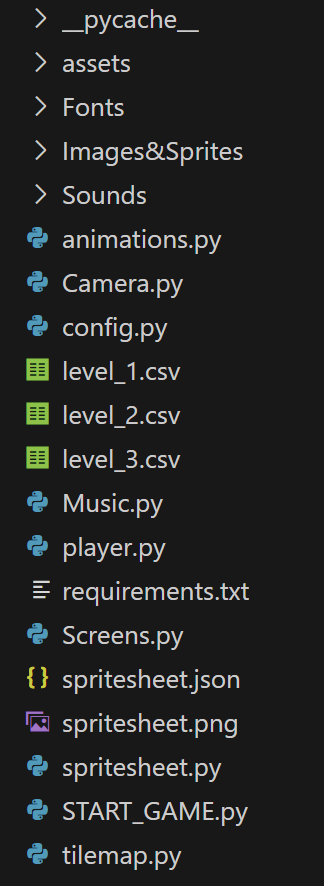 __pycache__
assets
Fonts
Images&Sprites
Sounds
animations.py
Camera.py
config.py
level_1.csv
level_2.csv
level_3.csv
Music.py
player.py
requirements.txt
Screens.py
spritesheet.json
spritesheet.png
spritesheet.py
START_GAME.py
tilemap.py